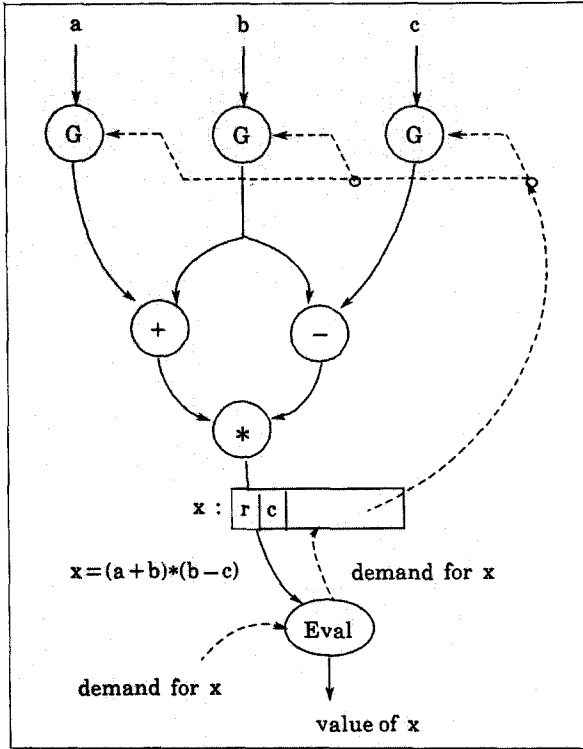 a b c
G G G
+ −
*
x : r c
x=(a+b)*(b−c)
demand for x
Eval
demand for x
value of x